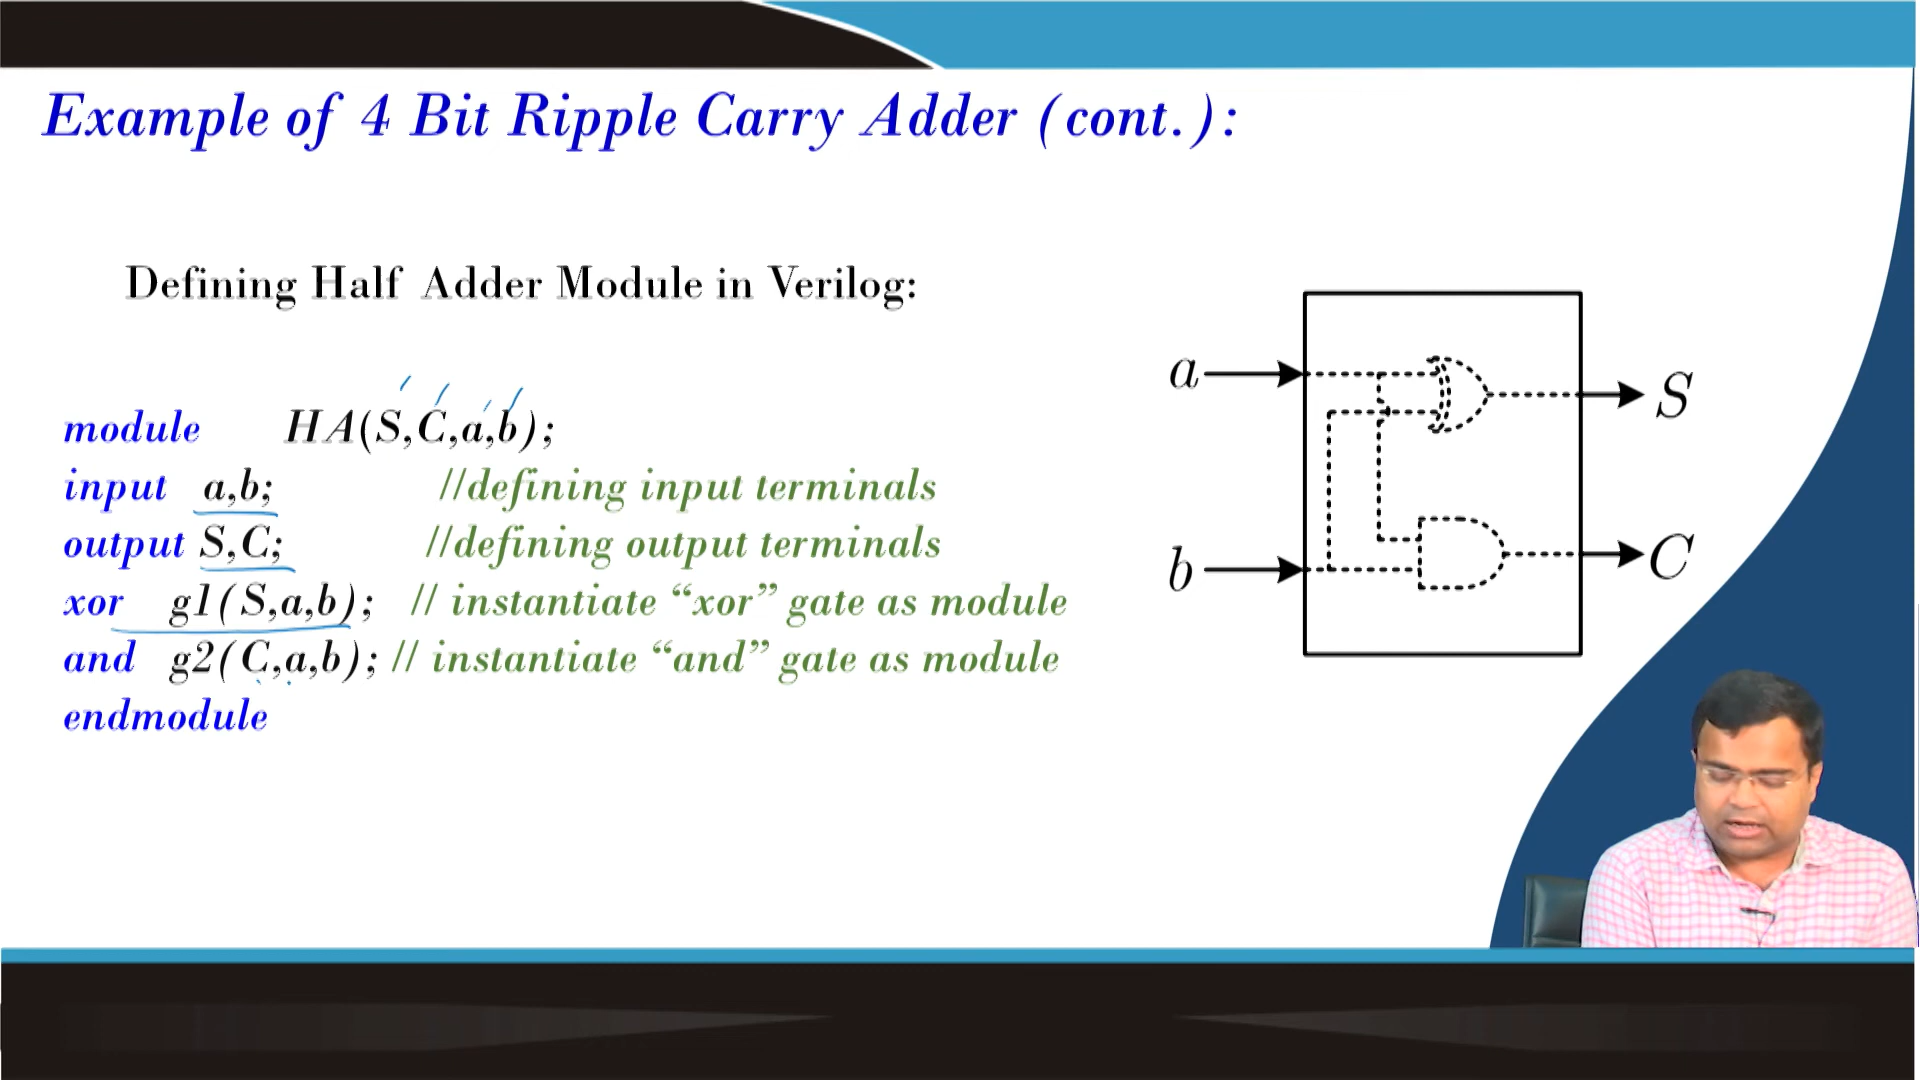 Example of 4 Bit Ripple Carry Adder (cont.):
Defining Half Adder Module in Verilog:
module HA(S,C,a,b);
input a,b; //defining input terminals
output S,C; //defining output terminals
xor g1(S,a,b); // instantiate “xor” gate as module
and g2(C,a,b); // instantiate “and” gate as module
endmodule
a
S
b
C